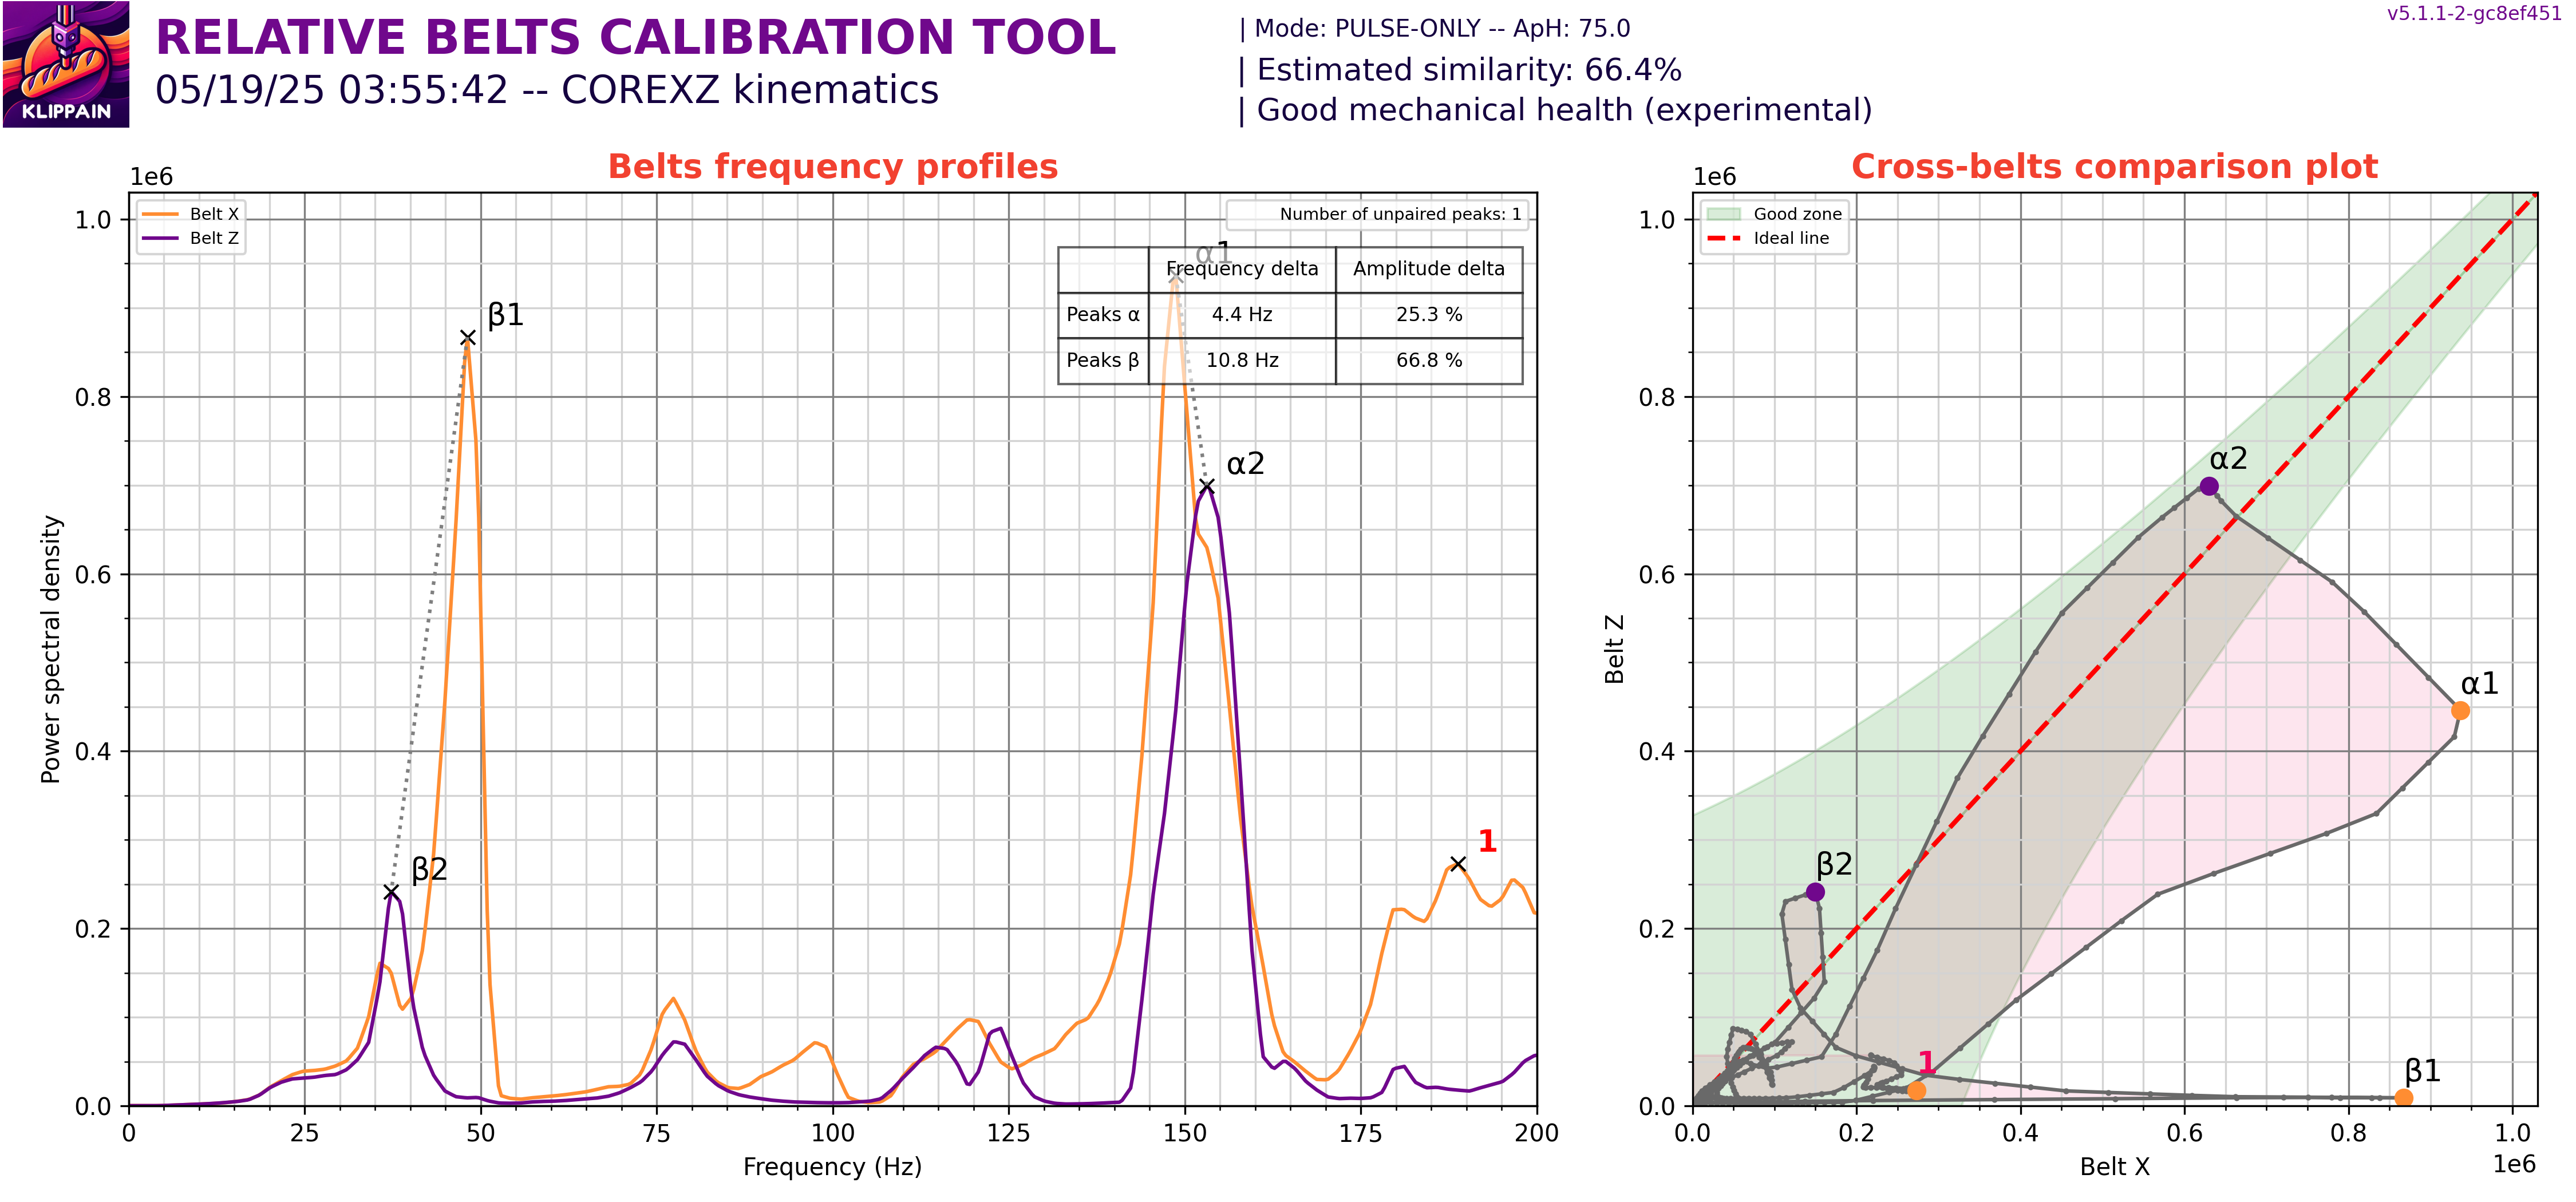 KLIPPAIN
RELATIVE BELTS CALIBRATION TOOL
05/19/25 03:55:42 -- COREXZ kinematics
| Mode: PULSE-ONLY -- ApH: 75.0
| Estimated similarity: 66.4%
| Good mechanical health (experimental)
v5.1.1-2-gc8ef451
Belts frequency profiles
1e6
Belt X
Belt Z
Number of unpaired peaks: 1
Frequency delta Amplitude delta
Peaks α 4.4 Hz 25.3 %
Peaks β 10.8 Hz 66.8 %
α1
α2
β1
β2
1
1.0
0.8
0.6
0.4
0.2
0.0
Power spectral density
0 25 50 75 100 125 150 175 200
Frequency (Hz)
Cross-belts comparison plot
1e6
Good zone
Ideal line
α2
α1
β2
1
β1
1.0
0.8
0.6
0.4
0.2
0.0
Belt Z
0.0 0.2 0.4 0.6 0.8 1.0
Belt X
1e6